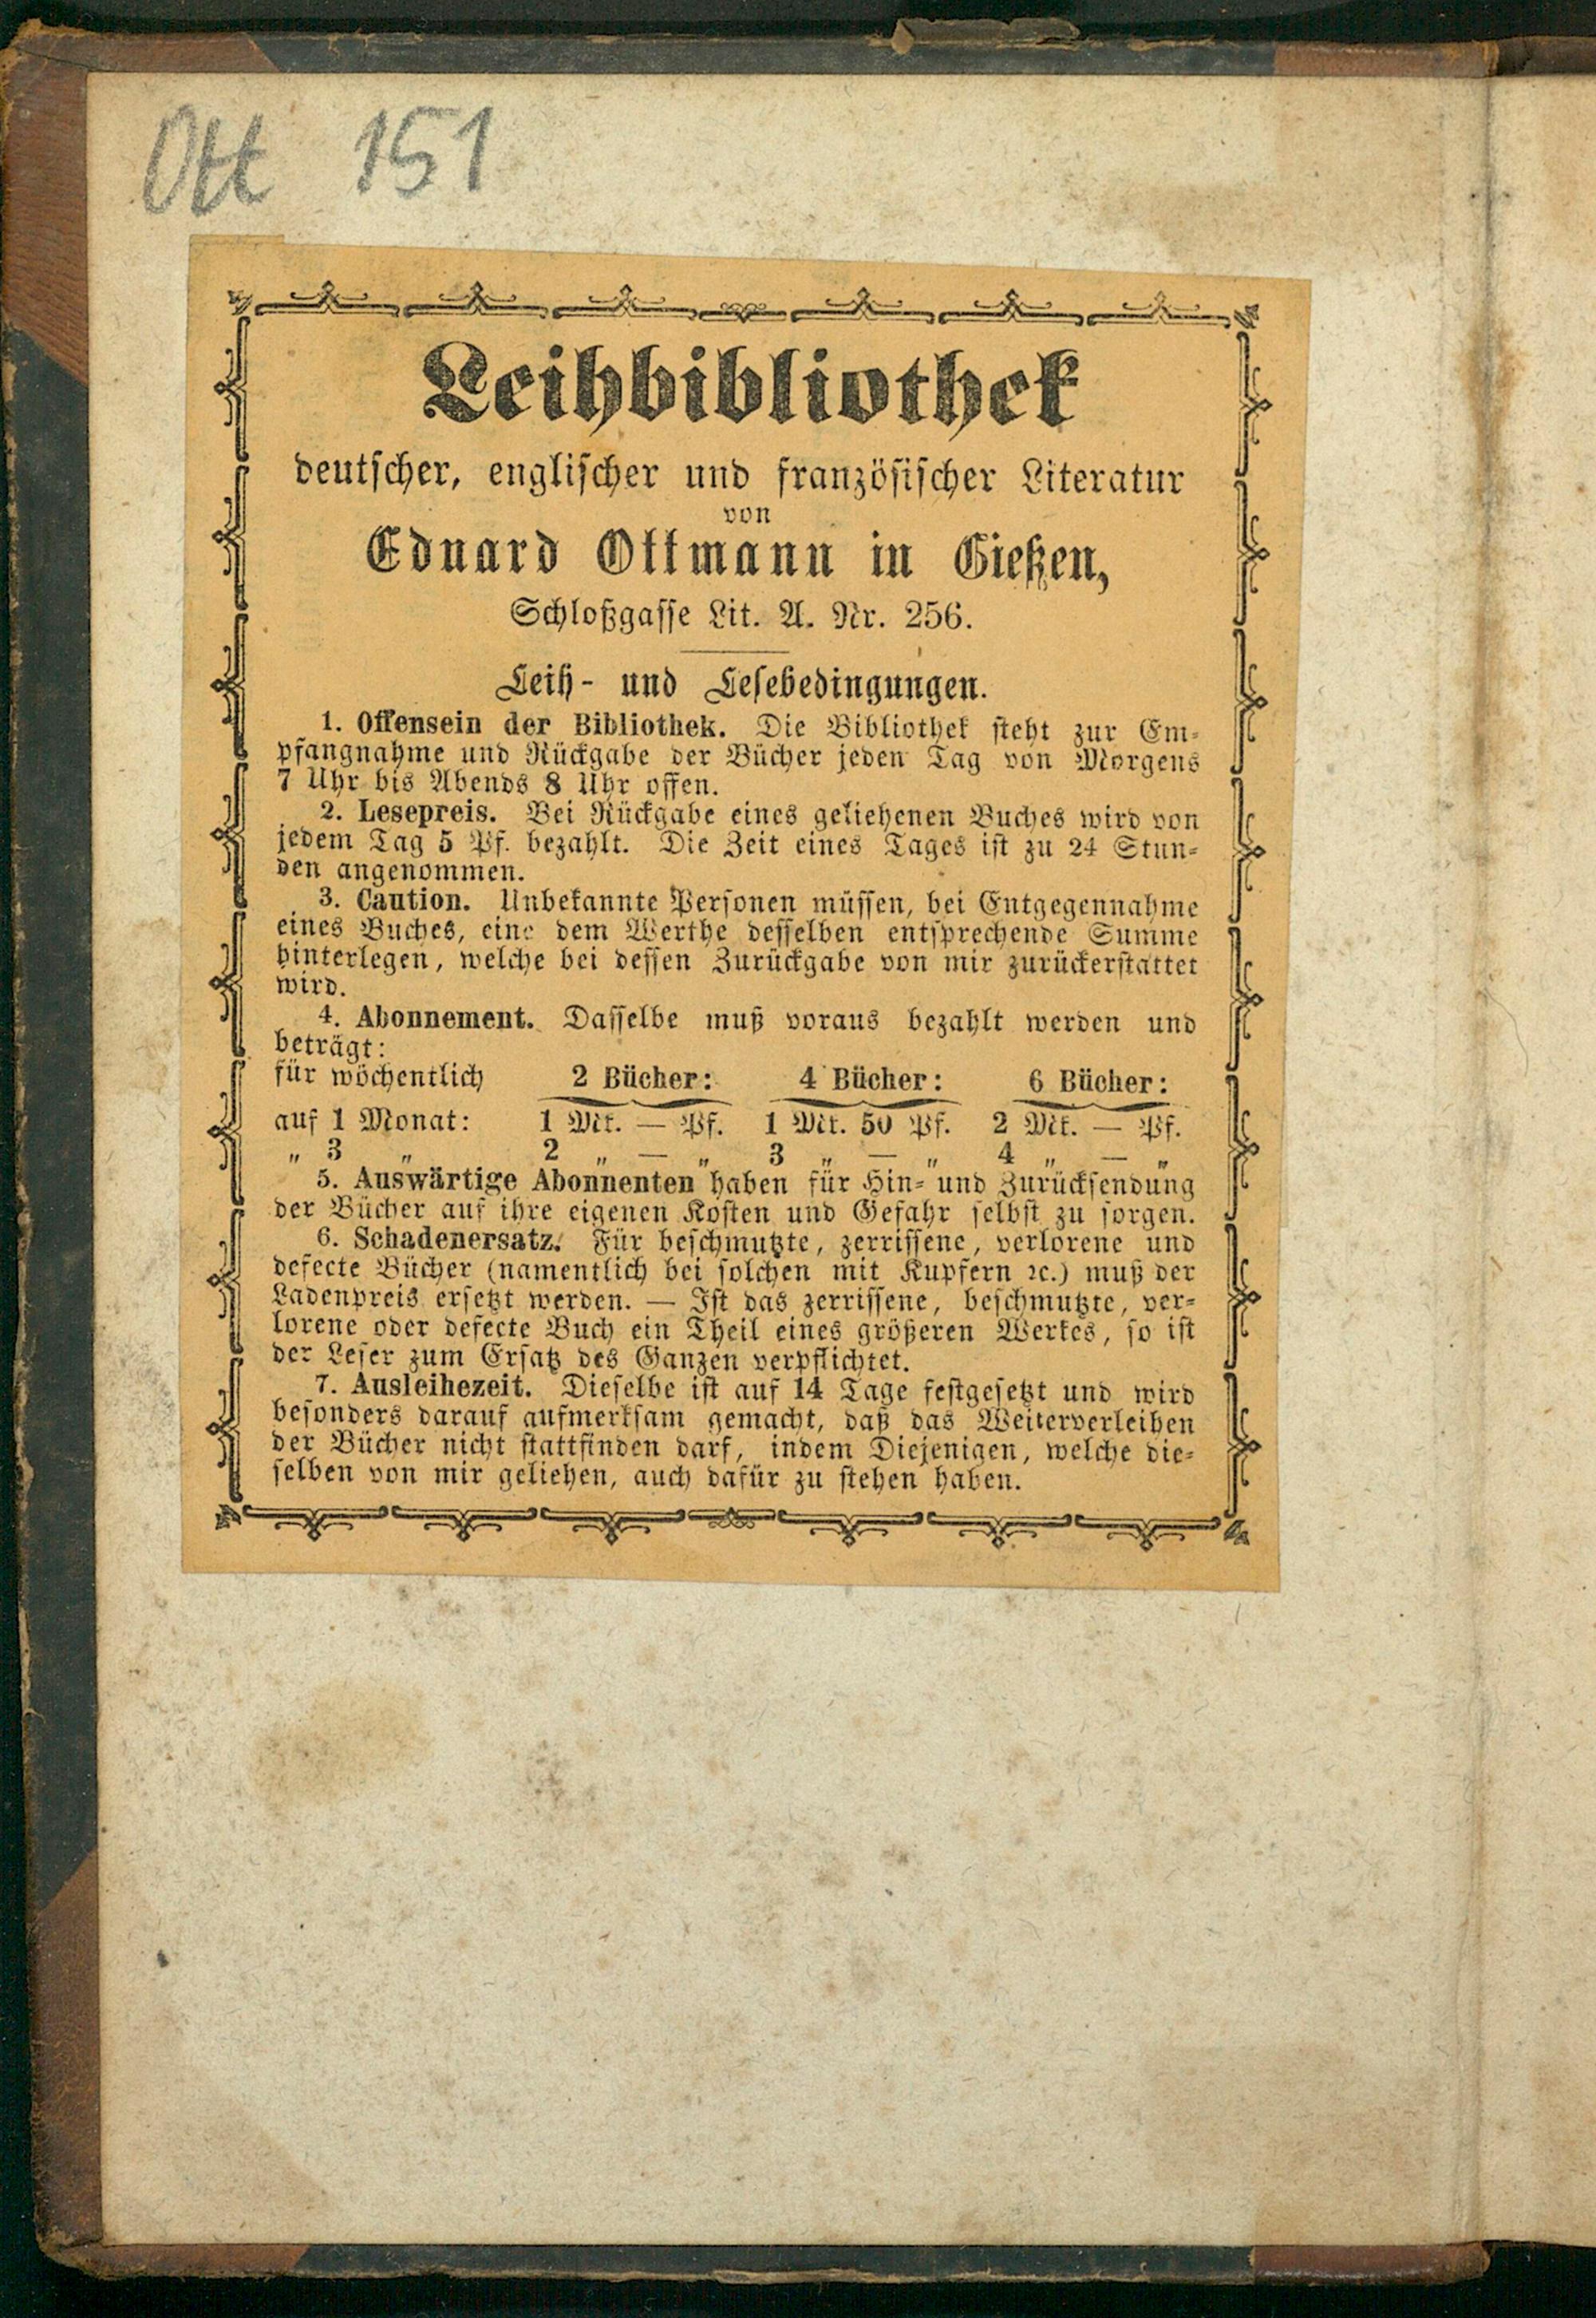 Ott 151
Leihbibliothek
deutscher, englischer und französischer Literatur
von
Eduard Ottmann in Gießen,
Schloßgasse Lit. A. Nr. 256.
Leih- und Lesebedingungen.
1. Offensein der Bibliothek. Die Bibliothek steht zur Em-
pfangnahme und Rückgabe der Bücher jeden Tag von Morgens
7 Uhr bis Abends 8 Uhr offen.
2. Lesepreis. Bei Rückgabe eines geliehenen Buches wird von
jedem Tag 5 Pf. bezahlt. Die Zeit eines Tages ist zu 24 Stun-
den angenommen.
3. Caution. Unbekannte Personen müssen, bei Entgegennahme
eines Buches, eine dem Werthe desselben entsprechende Summe
hinterlegen, welche bei dessen Zurückgabe von mir zurückerstattet
wird.
4. Abonnement. Dasselbe muß voraus bezahlt werden und
beträgt:
für wöchentlich 2 Bücher: 4 Bücher: 6 Bücher:
auf 1 Monat: 1 Mk. — Pf. 1 Mk. 50 Pf. 2 Mk. — Pf.
„ 3 „ 2 „ — „ 3 „ — „ 4 „ — „
5. Auswärtige Abonnenten haben für Hin- und Zurücksendung
der Bücher auf ihre eigenen Kosten und Gefahr selbst zu sorgen.
6. Schadenersatz. Für beschmutzte, zerrissene, verlorene und
defecte Bücher (namentlich bei solchen mit Kupfern ꝛc.) muß der
Ladenpreis ersetzt werden. — Ist das zerrissene, beschmutzte, ver-
lorene oder defecte Buch ein Theil eines größeren Werkes, so ist
der Leser zum Ersatz des Ganzen verpflichtet.
7. Ausleihezeit. Dieselbe ist auf 14 Tage festgesetzt und wird
besonders darauf aufmerksam gemacht, daß das Weiterverleihen
der Bücher nicht stattfinden darf, indem Diejenigen, welche die-
selben von mir geliehen, auch dafür zu stehen haben.